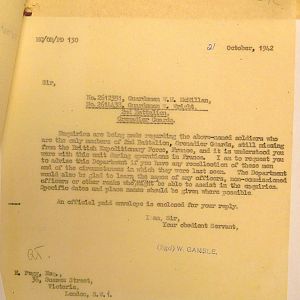 21 October, 1942
Sir,
Guardsman W.H. McMillan,
Guardsman W. Wright,
2nd Battalion,
Grenadier Guards.
Enquiries are being made regarding the above-named soldiers who
are the only members of 2nd Battalion, Grenadier Guards, still missing
from the British Expeditionary Force, France, and it is understood you
were with this unit during operations in France. I am to request you
to advise this Department if you have any recollection of these men
and of the circumstances in which they were last seen. The Department
would also be glad to learn the names of any officers, non-commissioned
officers or other ranks who might be able to assist in the enquiries.
Specific dates and place names should be given where possible.
An official paid envelope is enclosed for your reply.
I am, Sir,
Your obedient Servant,
(Sgd) W.
Esq.,
Street,
Victoria,
London, S.W.1.